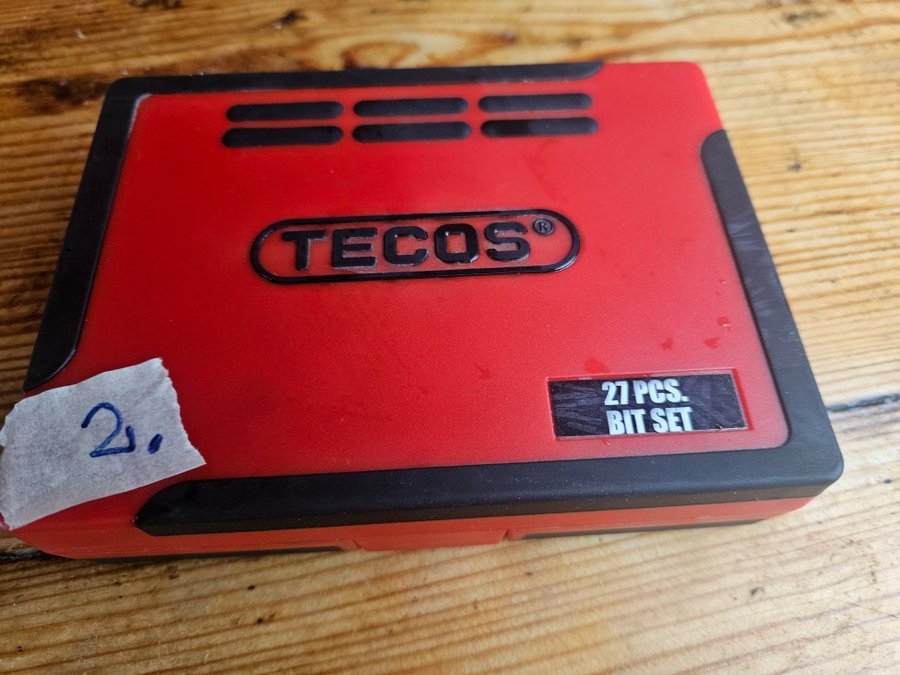 TECOS®
27 PCS.
BIT SET
2.